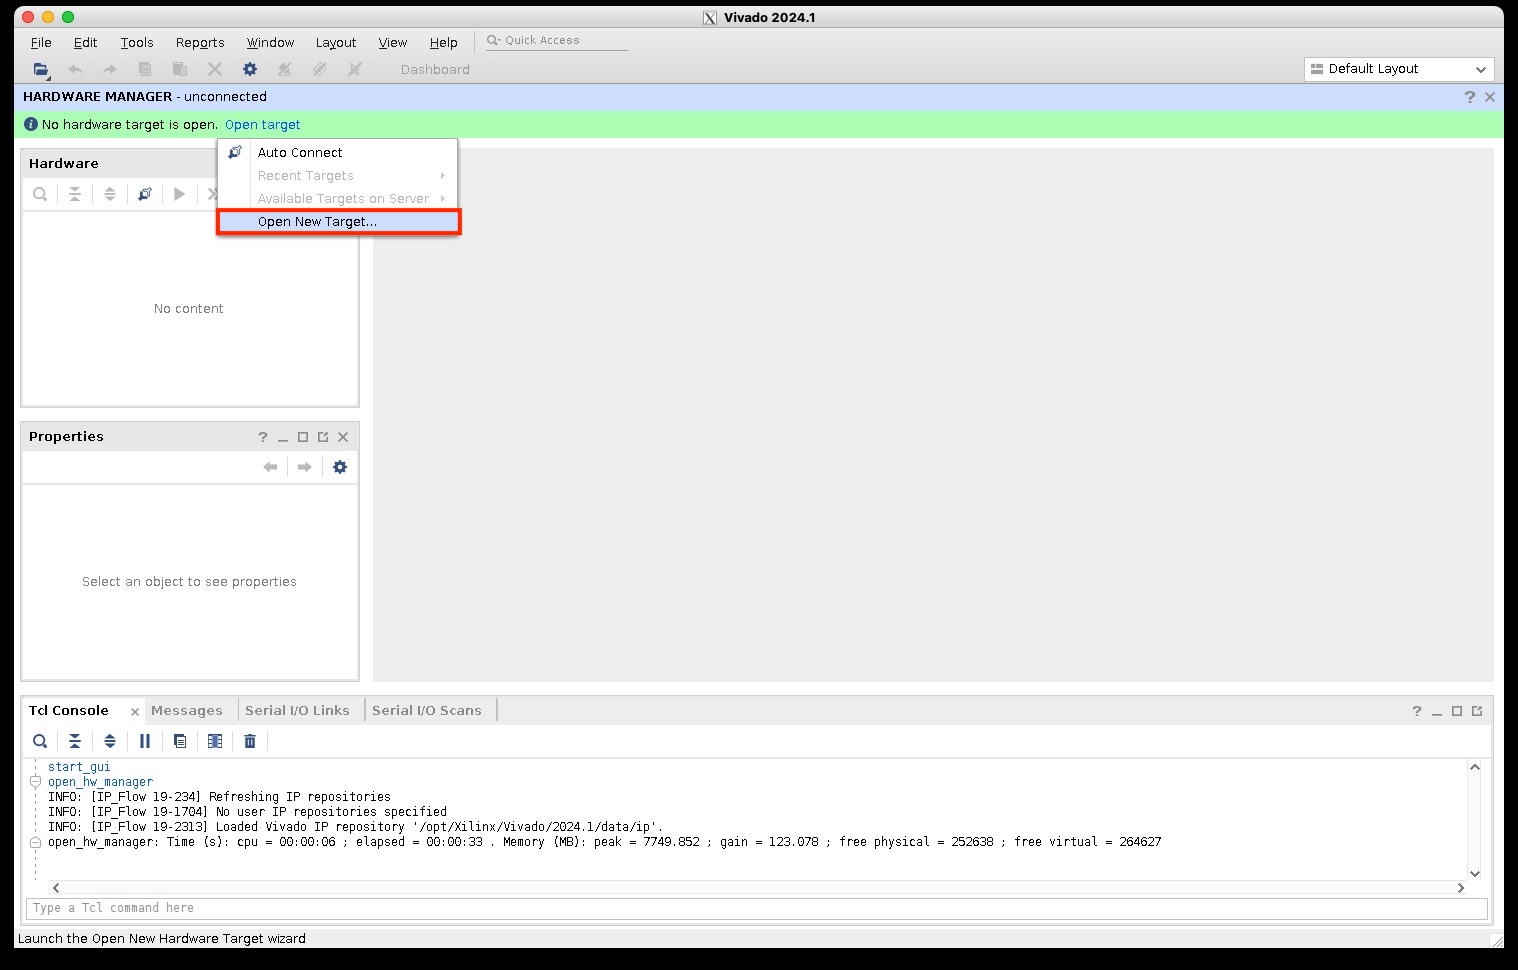 Vivado 2024.1
File Edit Tools Reports Window Layout View Help Quick Access
Dashboard Default Layout
HARDWARE MANAGER - unconnected
No hardware target is open. Open target
Auto Connect
Recent Targets
Available Targets on Server
Open New Target...
Hardware
No content
Properties
Select an object to see properties
Tcl Console Messages Serial I/O Links Serial I/O Scans
start_gui
open_hw_manager
INFO: [IP_Flow 19-234] Refreshing IP repositories
INFO: [IP_Flow 19-1704] No user IP repositories specified
INFO: [IP_Flow 19-2313] Loaded Vivado IP repository '/opt/Xilinx/Vivado/2024.1/data/ip'.
open_hw_manager: Time (s): cpu = 00:00:06 ; elapsed = 00:00:33 . Memory (MB): peak = 7749.852 ; gain = 123.078 ; free physical = 252638 ; free virtual = 264627
Type a Tcl command here
Launch the Open New Hardware Target wizard